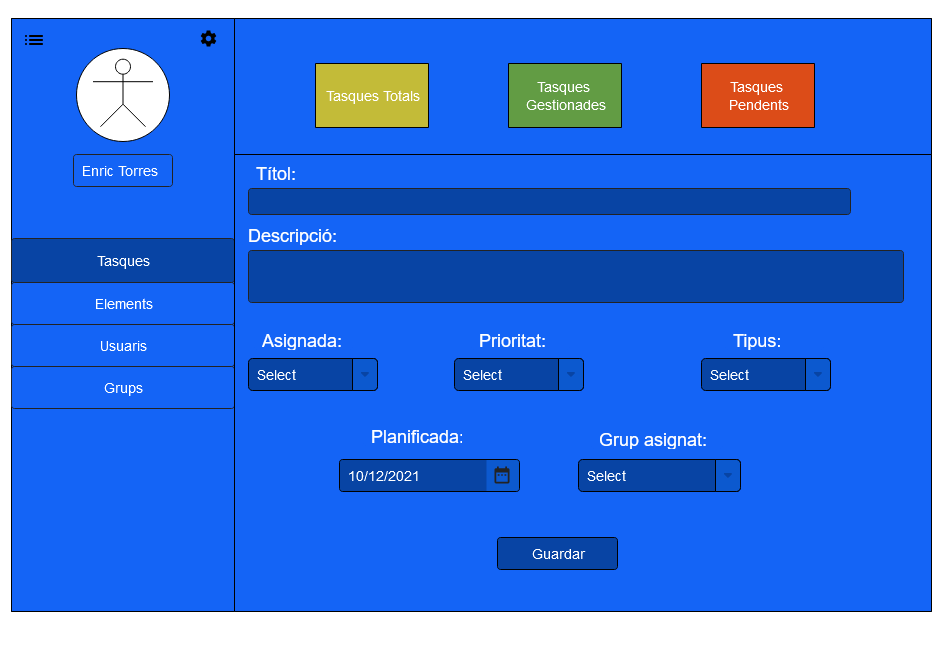 Tasques Totals
Tasques
Gestionades
Tasques
Pendents
Enric Torres
Tasques
Elements
Usuaris
Grups
Títol:
Descripció:
Asignada:
Prioritat:
Tipus:
Select
Select
Select
Planificada:
Grup asignat:
10/12/2021
Select
Guardar